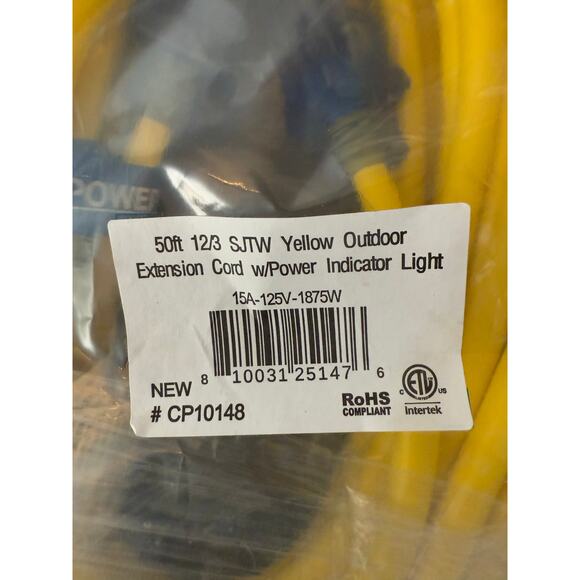 POWER
50ft 12/3 SJTW Yellow Outdoor
Extension Cord w/Power Indicator Light
15A-125V-1875W
8 10031 25147 6
NEW
# CP10148
RoHS
COMPLIANT
C ETL US
Intertek